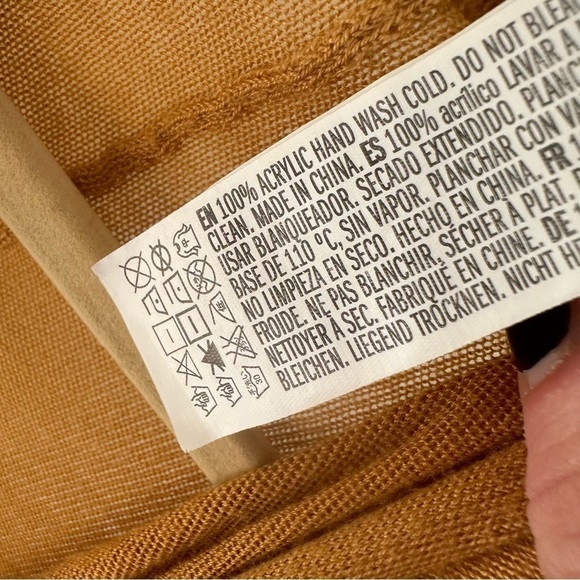 EN 100% ACRYLIC HAND WASH COLD. DO NOT BLEA
CLEAN. MADE IN CHINA. ES 100% acrílico LAVAR A
USAR BLANQUEADOR. SECADO EXTENDIDO. PLANC
BASE DE 110 ºC, SIN VAPOR. PLANCHAR CON VA
NO LIMPIEZA EN SECO. HECHO EN CHINA. FR 1
FROIDE. NE PAS BLANCHIR. SÉCHER À PLAT.
NETTOYER À SEC. FABRIQUÉ EN CHINE. DE
BLEICHEN. LIEGEND TROCKNEN. NICHT HE